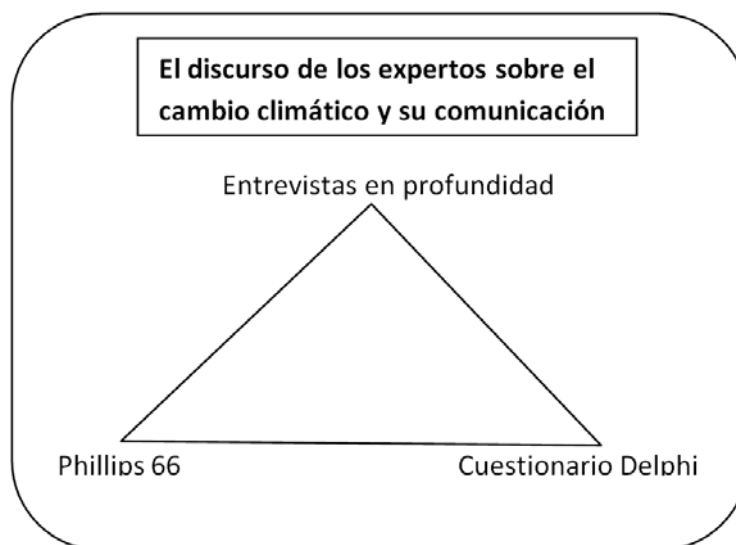 El discurso de los expertos sobre el
cambio climático y su comunicación
Entrevistas en profundidad
Phillips 66
Cuestionario Delphi